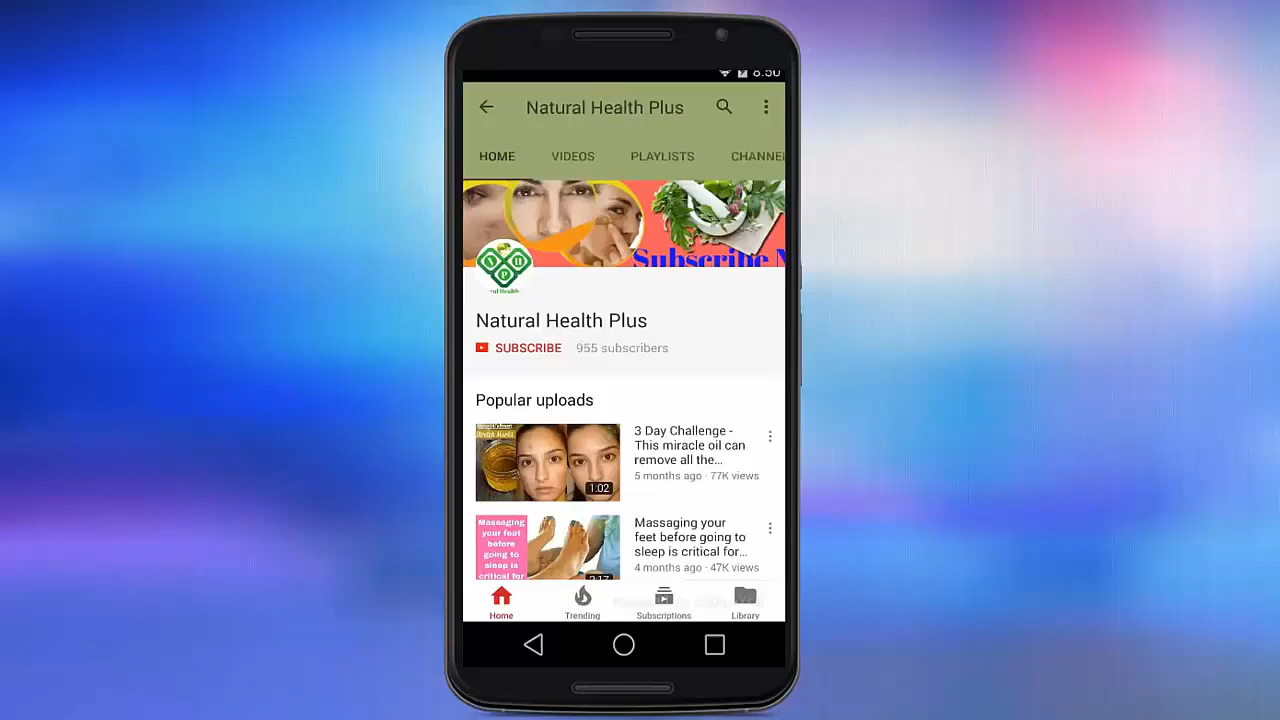 8:50
Natural Health Plus
HOME VIDEOS PLAYLISTS CHANNEL
Subscribe N
Natural Health Plus
SUBSCRIBE 955 subscribers
Popular uploads
3 Day Challenge -
This miracle oil can
remove all the...
5 months ago · 77K views
1:02
Massaging your
feet before going to
sleep is critical for...
4 months ago · 47K views
Massaging
your feet
before
going to
sleep is
critical for
2:17
Home Trending Subscriptions Library